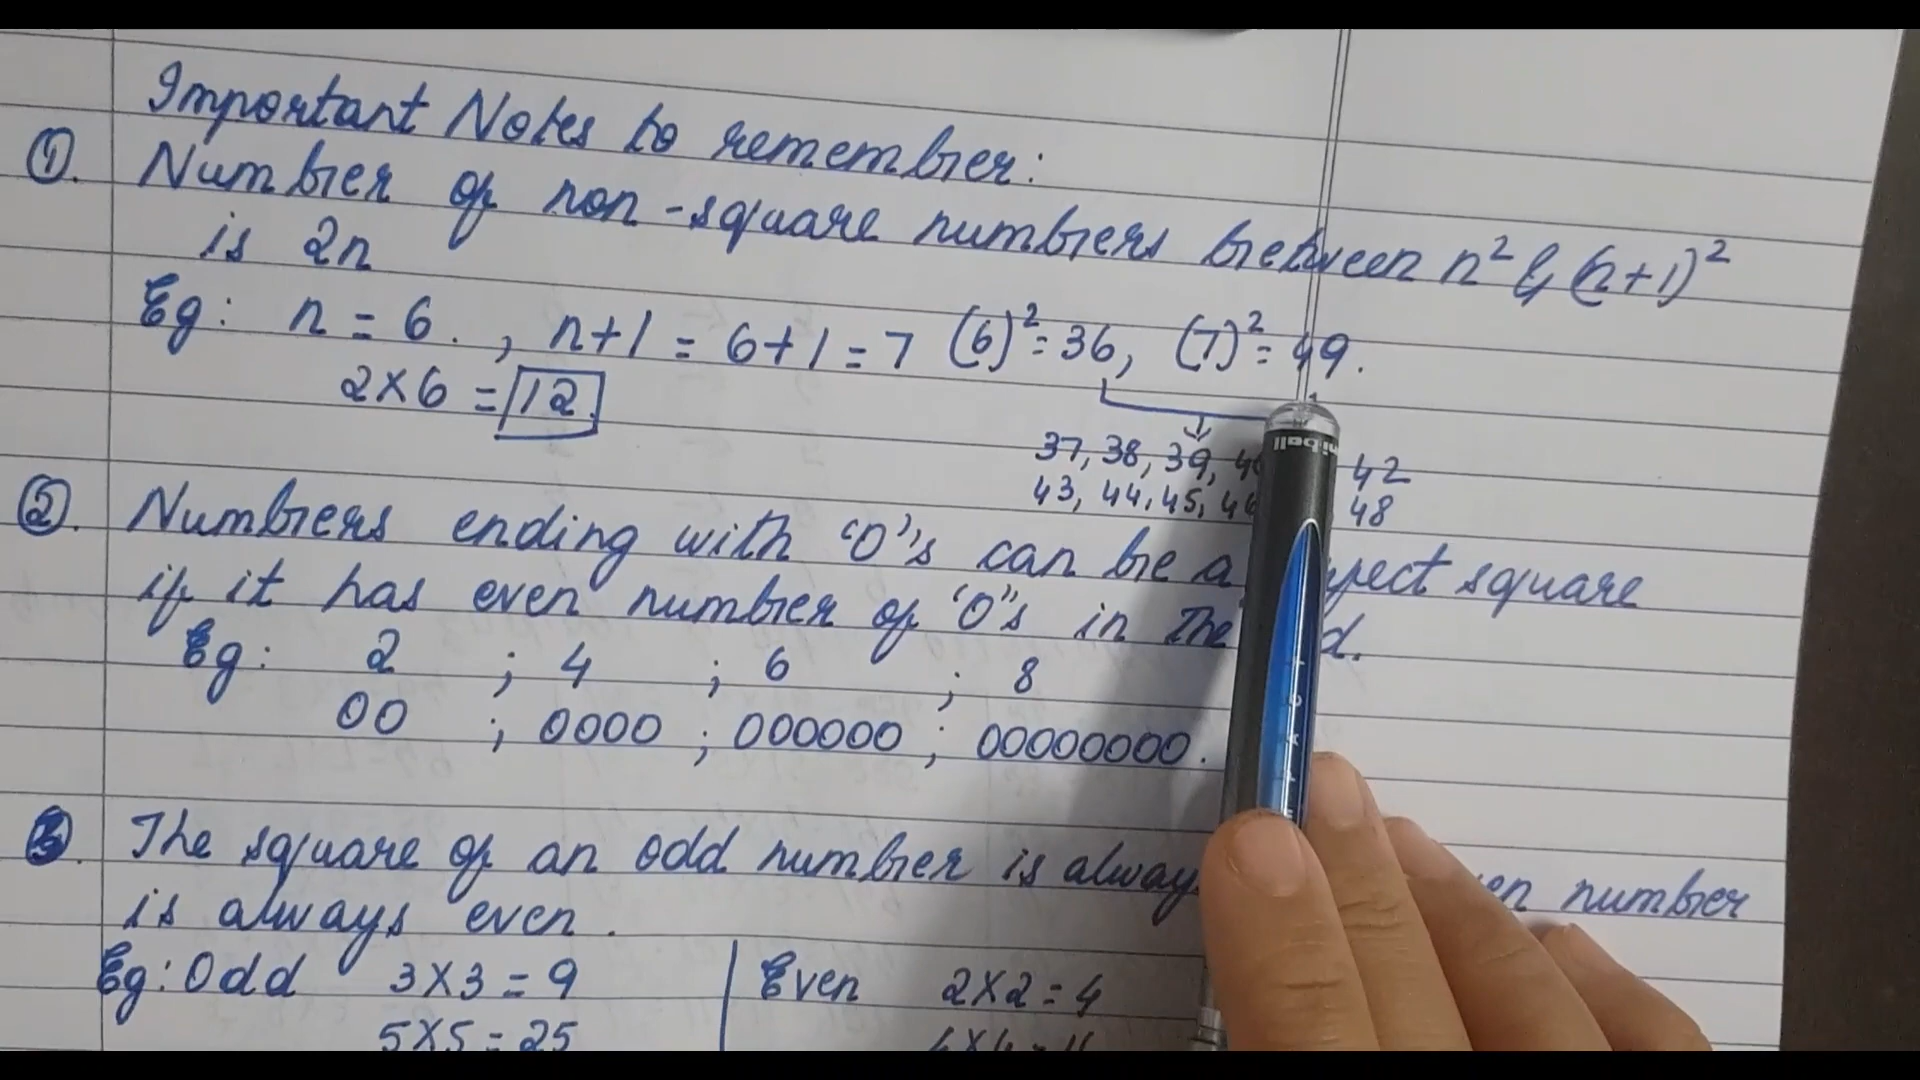 Important Notes to remember:
①. Number of non-square numbers between n² & (n+1)²
is 2n
Eg: n = 6. , n+1 = 6+1 = 7 (6)² = 36, (7)² = 49.
2×6 = 12.
37, 38, 39, 42
43, 44, 45, 48
②. Numbers ending with '0''s can be a square
if it has even number of '0''s in the
Eg: 2 ; 4 ; 6 ; 8
00 ; 0000 ; 000000 ; 00000000.
3. The square of an odd number is number
is always even.
Eg: Odd 3×3 = 9 Even 2×2 = 4
5×5 = 25
uni-ball